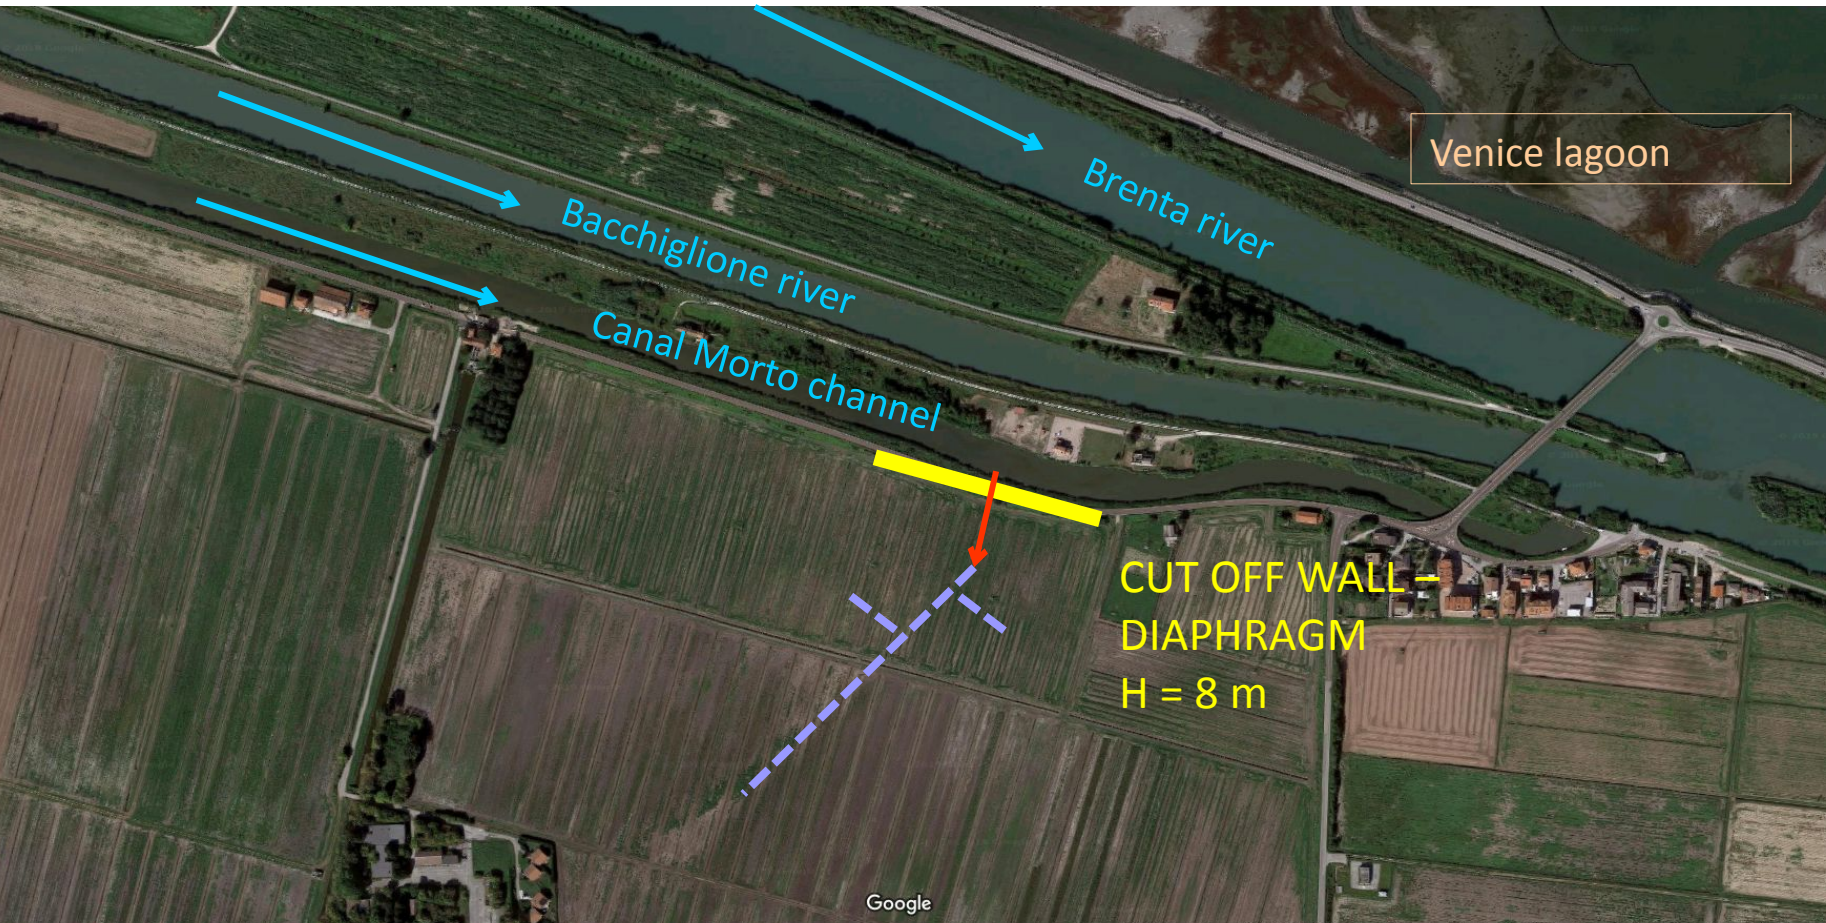 Venice lagoon
Brenta river
Bacchiglione river
Canal Morto channel
CUT OFF WALL –
DIAPHRAGM
H = 8 m
Google